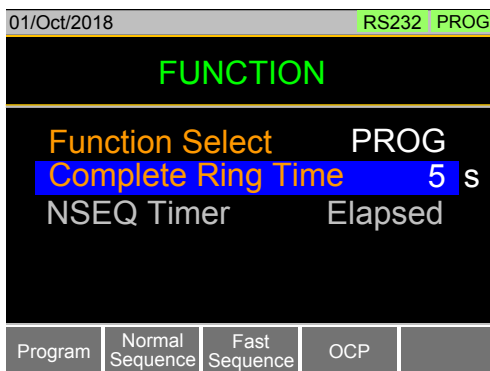 01/Oct/2018 RS232 PROG
FUNCTION
Function Select PROG
Complete Ring Time 5 s
NSEQ Timer Elapsed
Program Normal Sequence Fast Sequence OCP